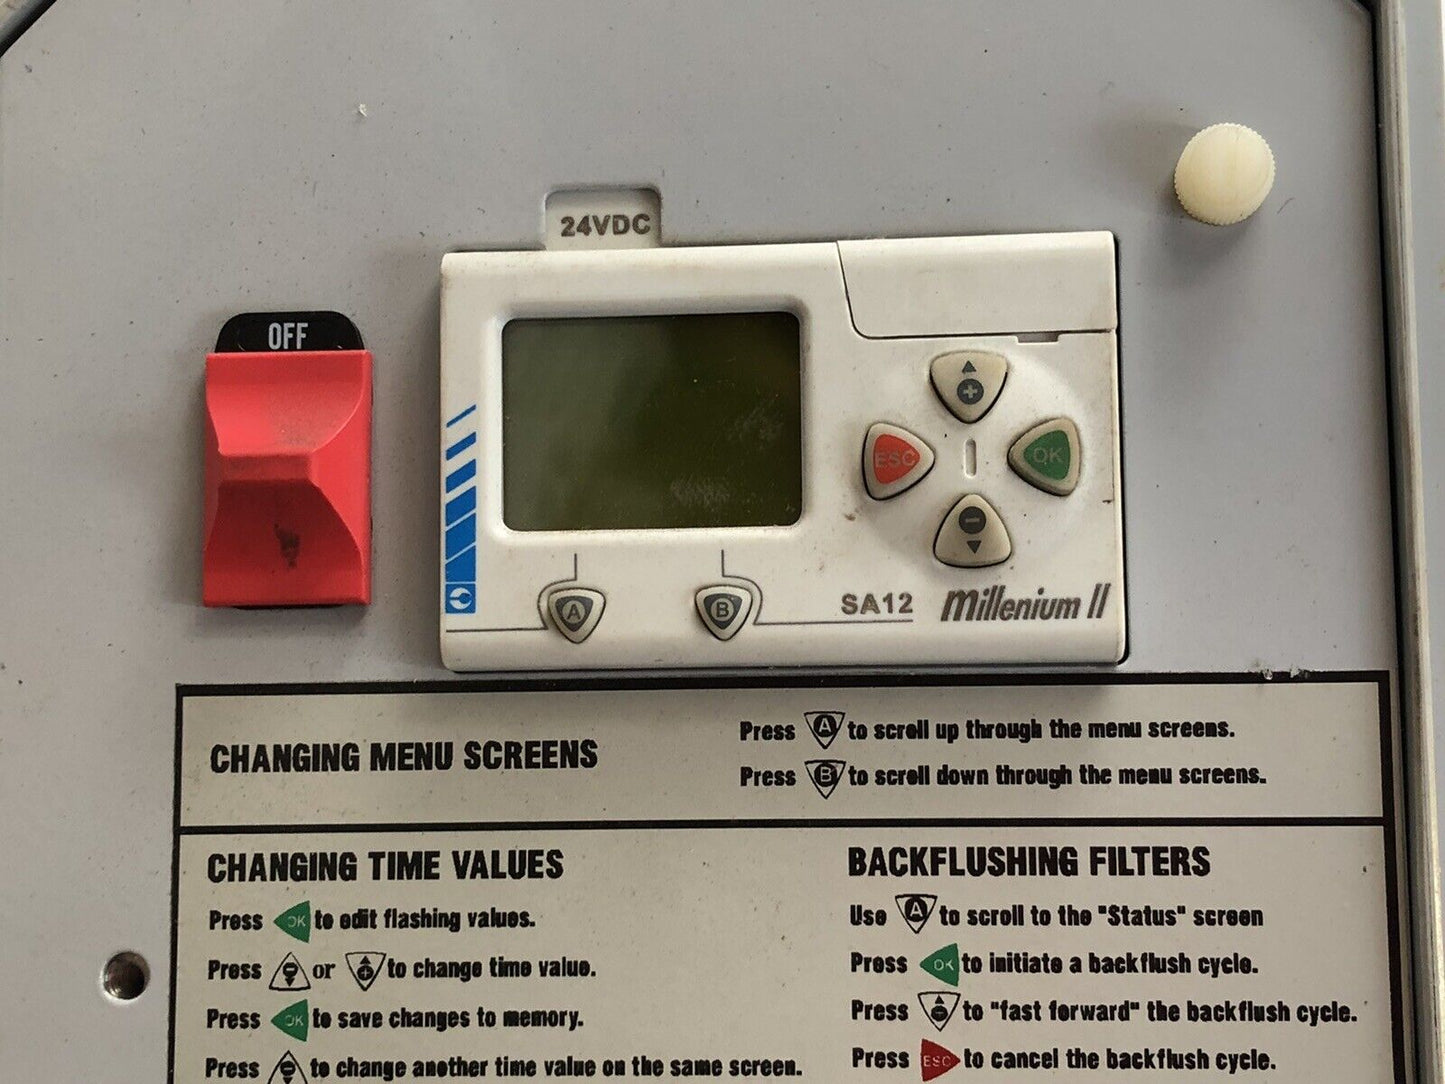 24VDC
OFF
+
ESC
OK
-
A
B
SA12
millenium II
CHANGING MENU SCREENS
Press A to scroll up through the menu screens.
Press B to scroll down through the menu screens.
CHANGING TIME VALUES
Press OK to edit flashing values.
Press - or + to change time value.
Press OK to save changes to memory.
Press - to change another time value on the same screen.
BACKFLUSHING FILTERS
Use A to scroll to the "Status" screen
Press OK to initiate a backflush cycle.
Press + to "fast forward" the backflush cycle.
Press ESC to cancel the backflush cycle.